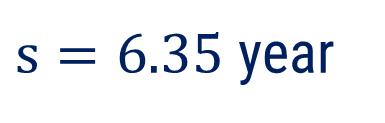 s = 6.35 year